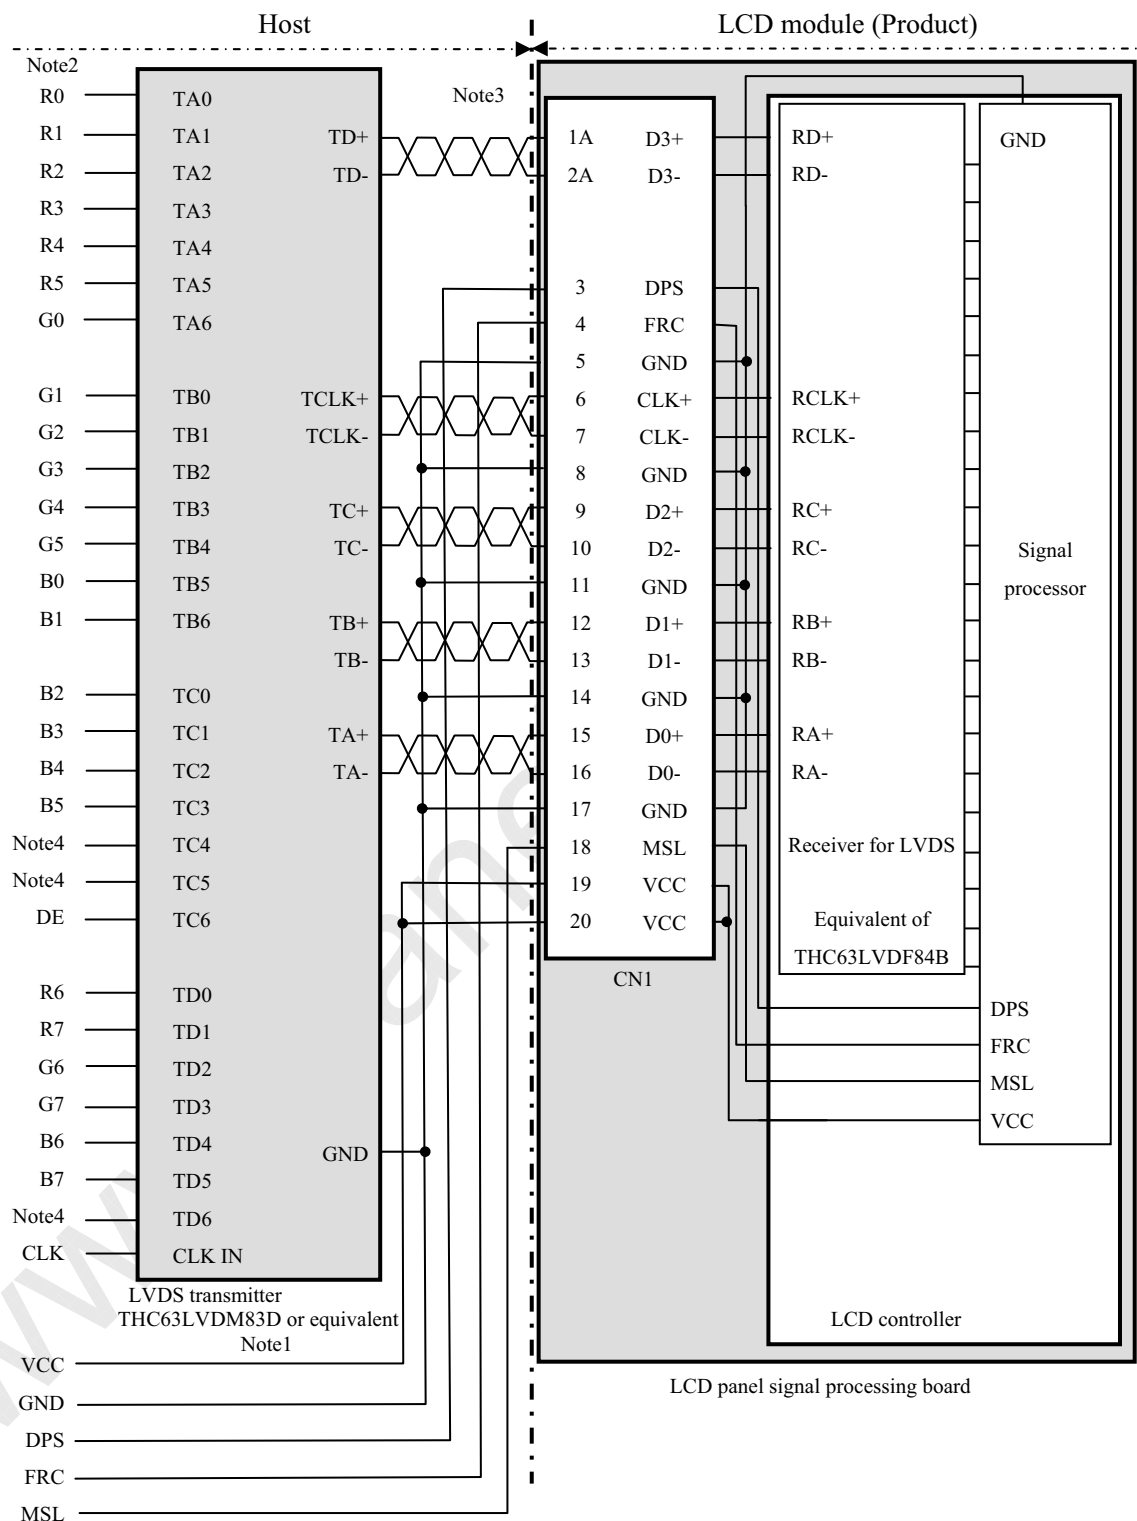 Host LCD module (Product)
Note2
R0 TA0 Note3
R1 TA1 TD+ 1A D3+ RD+ GND
R2 TA2 TD- 2A D3- RD-
R3 TA3
R4 TA4
R5 TA5 3 DPS
G0 TA6 4 FRC
5 GND
G1 TB0 TCLK+ 6 CLK+ RCLK+
G2 TB1 TCLK- 7 CLK- RCLK-
G3 TB2 8 GND
G4 TB3 TC+ 9 D2+ RC+
G5 TB4 TC- 10 D2- RC- Signal
B0 TB5 11 GND processor
B1 TB6 TB+ 12 D1+ RB+
TB- 13 D1- RB-
B2 TC0 14 GND
B3 TC1 TA+ 15 D0+ RA+
B4 TC2 TA- 16 D0- RA-
B5 TC3 17 GND
Note4 TC4 18 MSL Receiver for LVDS
Note4 TC5 19 VCC
DE TC6 20 VCC Equivalent of
THC63LVDF84B
CN1
R6 TD0
DPS
R7 TD1
FRC
G6 TD2
MSL
G7 TD3
VCC
B6 TD4 GND
B7 TD5
Note4 TD6
CLK CLK IN
LVDS transmitter
THC63LVDM83D or equivalent LCD controller
Note1
VCC
LCD panel signal processing board
GND
DPS
FRC
MSL